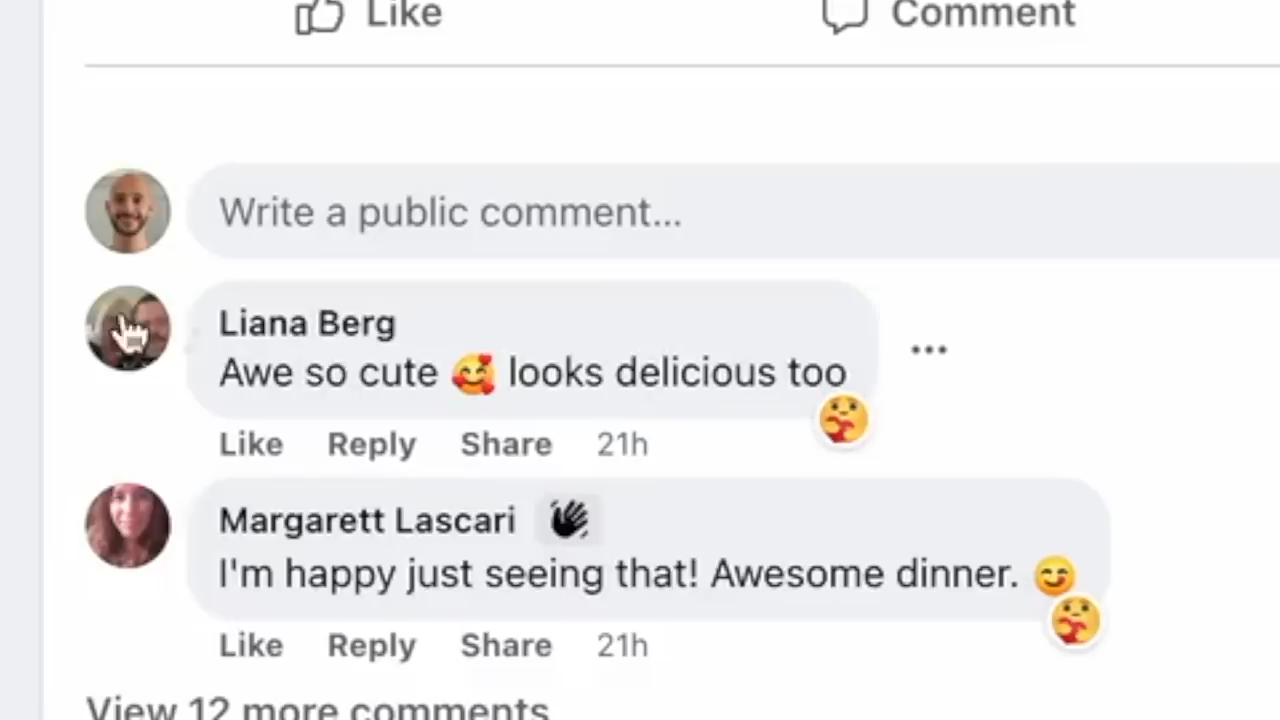 Like Comment
Write a public comment...
Liana Berg
Awe so cute 🥰 looks delicious too
Like Reply Share 21h
Margarett Lascari 👋
I'm happy just seeing that! Awesome dinner. 😋
Like Reply Share 21h
View 12 more comments